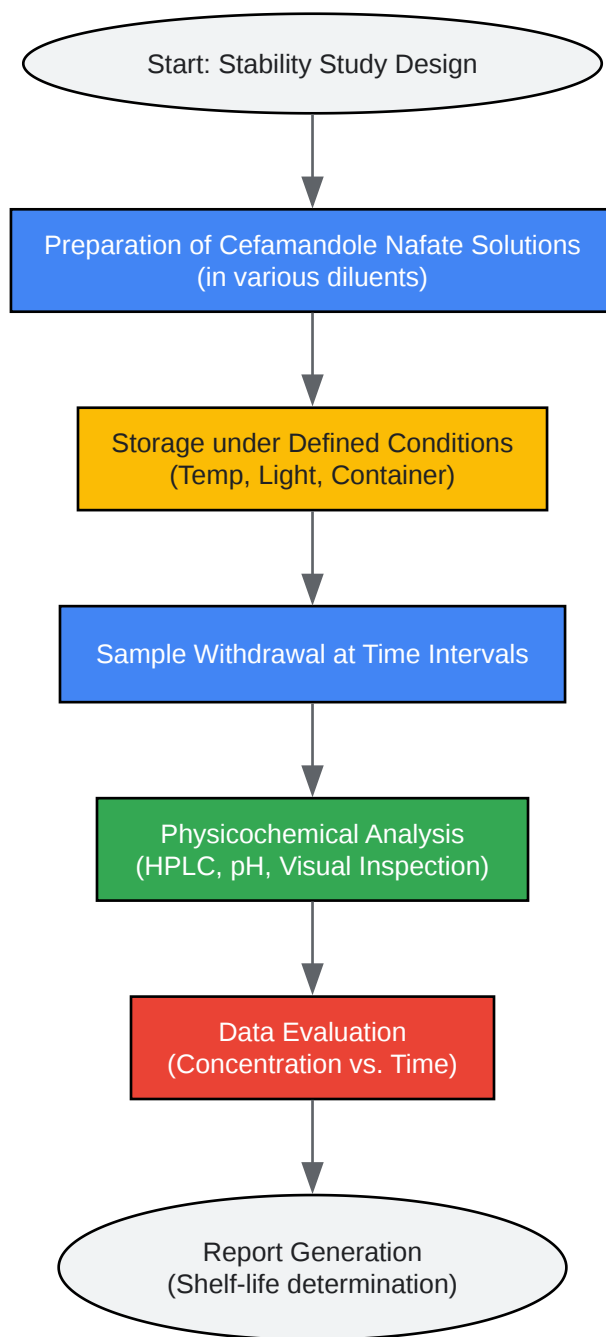 Start: Stability Study Design
Preparation of Cefamandole Nafate Solutions
(in various diluents)
Storage under Defined Conditions
(Temp, Light, Container)
Sample Withdrawal at Time Intervals
Physicochemical Analysis
(HPLC, pH, Visual Inspection)
Data Evaluation
(Concentration vs. Time)
Report Generation
(Shelf-life determination)